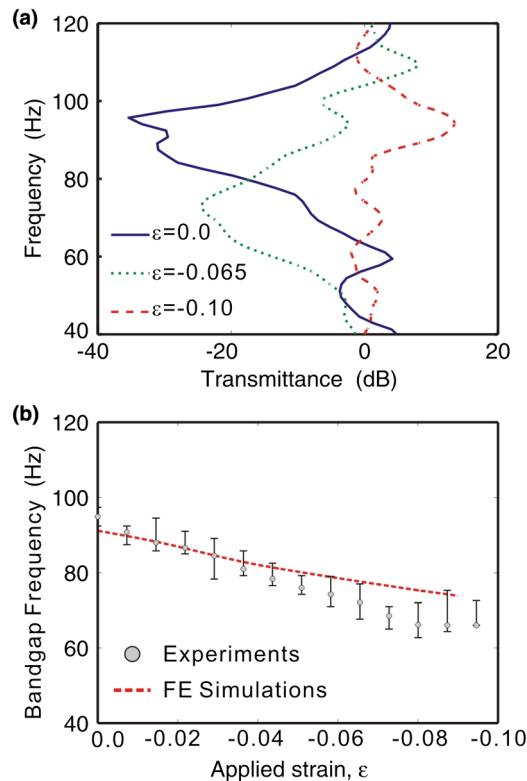 (a)
120
100
80
60
40
Frequency (Hz)
ε=0.0
ε=-0.065
ε=-0.10
-40
-20
0
20
Transmittance (dB)
(b)
120
100
80
60
40
Bandgap Frequency (Hz)
Experiments
FE Simulations
0.0
-0.02
-0.04
-0.06
-0.08
-0.10
Applied strain, ε